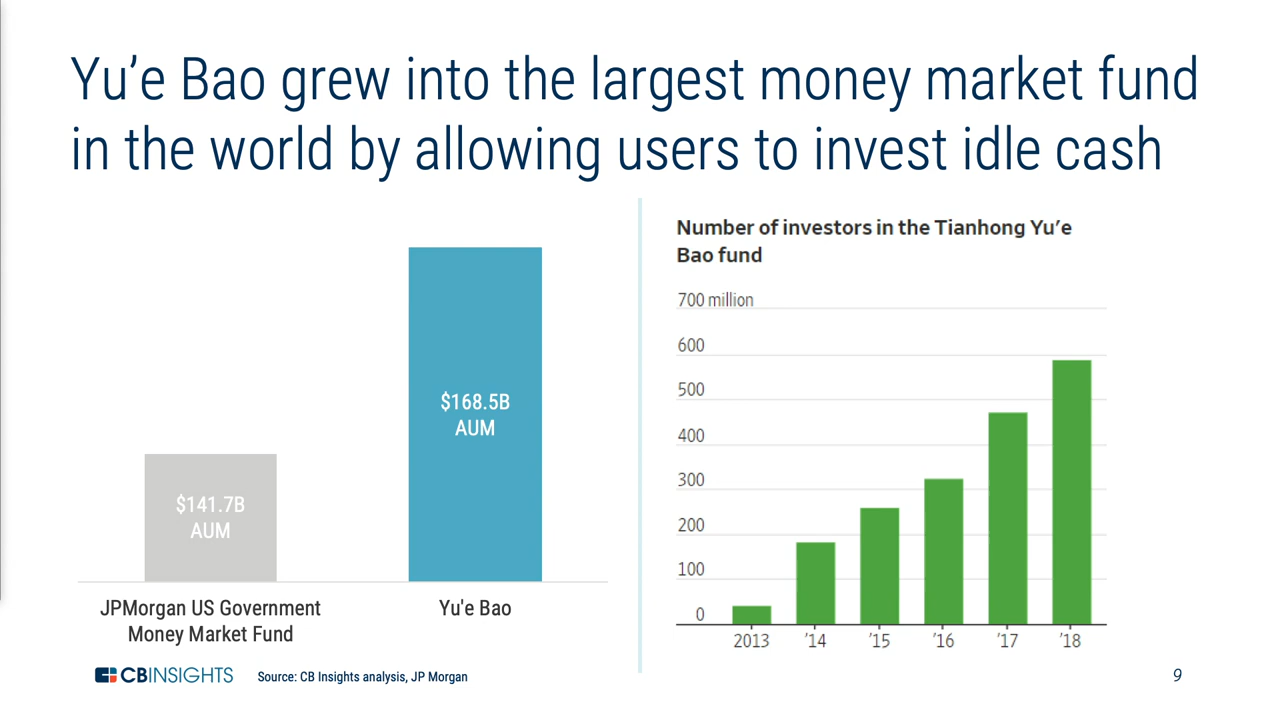 Yu’e Bao grew into the largest money market fund
in the world by allowing users to invest idle cash
$141.7B
AUM
$168.5B
AUM
JPMorgan US Government
Money Market Fund
Yu'e Bao
Number of investors in the Tianhong Yu’e
Bao fund
700 million
600
500
400
300
200
100
0
2013 ’14 ’15 ’16 ’17 ’18
CBINSIGHTS
Source: CB Insights analysis, JP Morgan
9